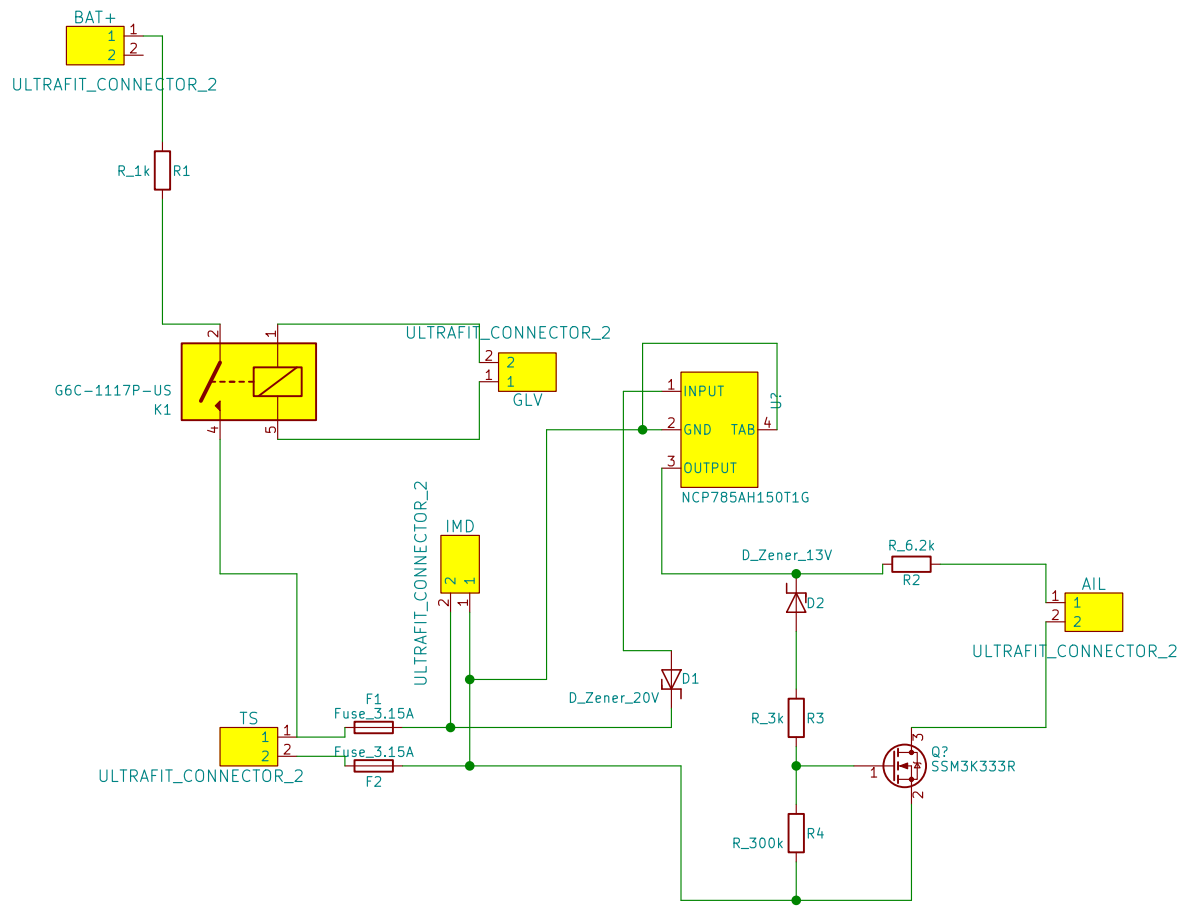 BAT+
1 1
2 2
ULTRAFIT_CONNECTOR_2
R_1k R1
2 1
G6C-1117P-US
K1
4 5
ULTRAFIT_CONNECTOR_2
2 2
1 1
GLV
1 INPUT
2 GND TAB 4
3 OUTPUT
U?
NCP785AH150T1G
ULTRAFIT_CONNECTOR_2
IMD
2 1
2 1
D_Zener_13V
D2
R_6.2k
R2
AIL
1 1
2 2
ULTRAFIT_CONNECTOR_2
D1
D_Zener_20V
F1
Fuse_3.15A
TS
1 1
2 2
ULTRAFIT_CONNECTOR_2
Fuse_3.15A
F2
R_3k R3
3
Q?
SSM3K333R
1
2
R_300k R4